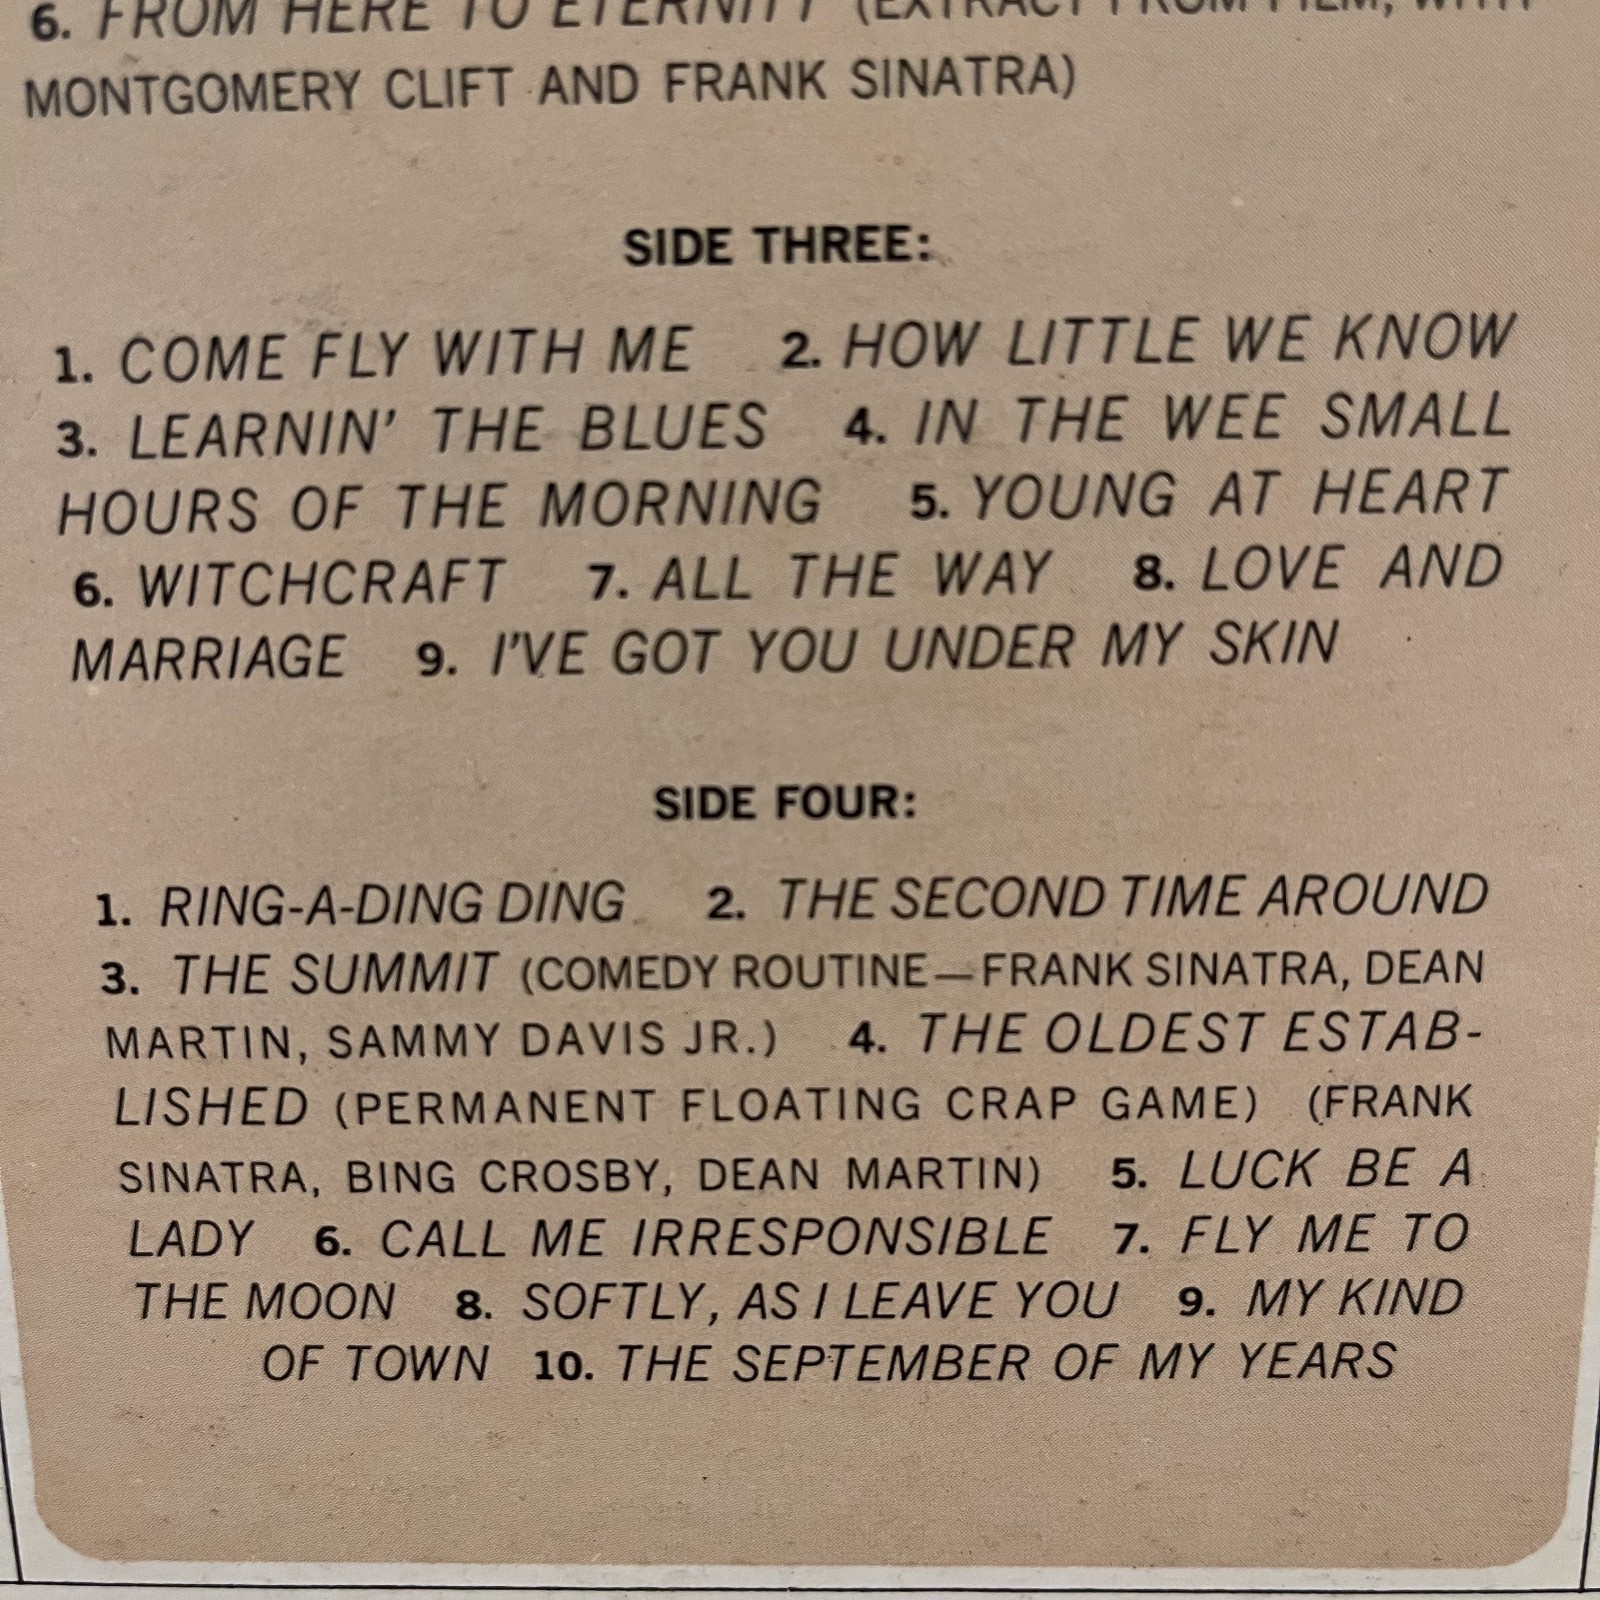 6. FROM HERE TO ETERNITY (EXTRACT FROM FILM, WITH
MONTGOMERY CLIFT AND FRANK SINATRA)
SIDE THREE:
1. COME FLY WITH ME 2. HOW LITTLE WE KNOW
3. LEARNIN' THE BLUES 4. IN THE WEE SMALL
HOURS OF THE MORNING 5. YOUNG AT HEART
6. WITCHCRAFT 7. ALL THE WAY 8. LOVE AND
MARRIAGE 9. I'VE GOT YOU UNDER MY SKIN
SIDE FOUR:
1. RING-A-DING DING 2. THE SECOND TIME AROUND
3. THE SUMMIT (COMEDY ROUTINE—FRANK SINATRA, DEAN
MARTIN, SAMMY DAVIS JR.) 4. THE OLDEST ESTAB-
LISHED (PERMANENT FLOATING CRAP GAME) (FRANK
SINATRA, BING CROSBY, DEAN MARTIN) 5. LUCK BE A
LADY 6. CALL ME IRRESPONSIBLE 7. FLY ME TO
THE MOON 8. SOFTLY, AS I LEAVE YOU 9. MY KIND
OF TOWN 10. THE SEPTEMBER OF MY YEARS